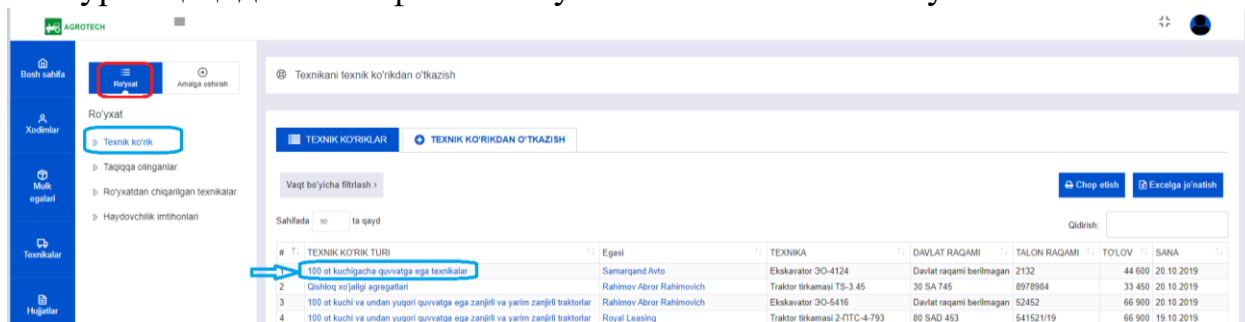 AGROTECH
Bosh sahifa
Ro'yxat
Amalga oshirish
Texnikani texnik ko'rikdan o'tkazish
Xodimlar
Ro'yxat
Texnik ko'rik
TEXNIK KO'RIKLAR
TEXNIK KO'RIKDAN O'TKAZISH
Taqiqqa olinganlar
Mulk egalari
Ro'yxatdan chiqarilgan texnikalar
Vaqt bo'yicha filtrlash ›
Chop etish
Excelga jo'natish
Haydovchilik imtihonlari
Sahifada 50 ta qayd
Qidirish:
Texnikalar
# TEXNIK KO'RIK TURI Egasi TEXNIKA DAVLAT RAQAMI TALON RAQAMI TO'LOV SANA
1 100 ot kuchigacha quvvatga ega texnikalar Samarqand Avto Ekskavator ЭО-4124 Davlat raqami berilmagan 2132 44 600 20.10.2019
2 Qishloq xo'jaligi agregatlari Rahimov Abror Rahimovich Traktor tirkamasi TS-3.45 30 SA 745 8978984 33 450 20.10.2019
3 100 ot kuchi va undan yuqori quvvatga ega zanjirli va yarim zanjirli traktorlar Rahimov Abror Rahimovich Ekskavator ЭО-5416 Davlat raqami berilmagan 52452 66 900 20.10.2019
4 100 ot kuchi va undan yuqori quvvatga ega zanjirli va yarim zanjirli traktorlar Royal Leasing Traktor tirkamasi 2-ПТС-4-793 80 SAD 453 541521/19 66 900 19.10.2019
Hujjatlar